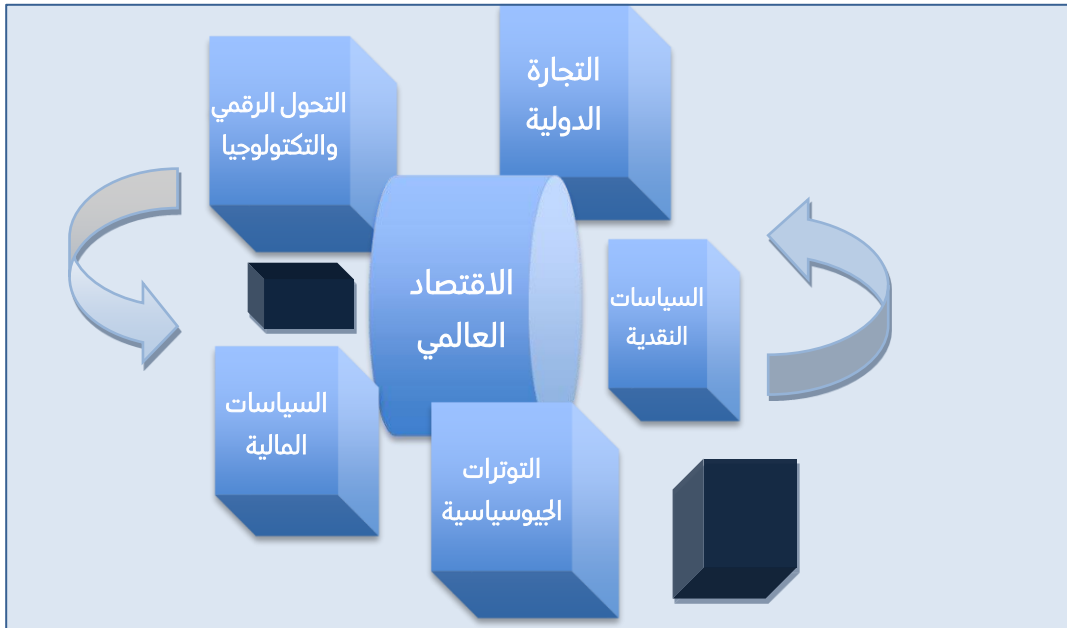 التجارة
الدولية
التحول الرقمي
والتكتولوجيا
الاقتصاد
العالمي
السياسات
النقدية
السياسات
المالية
التوترات
الجيوسياسية